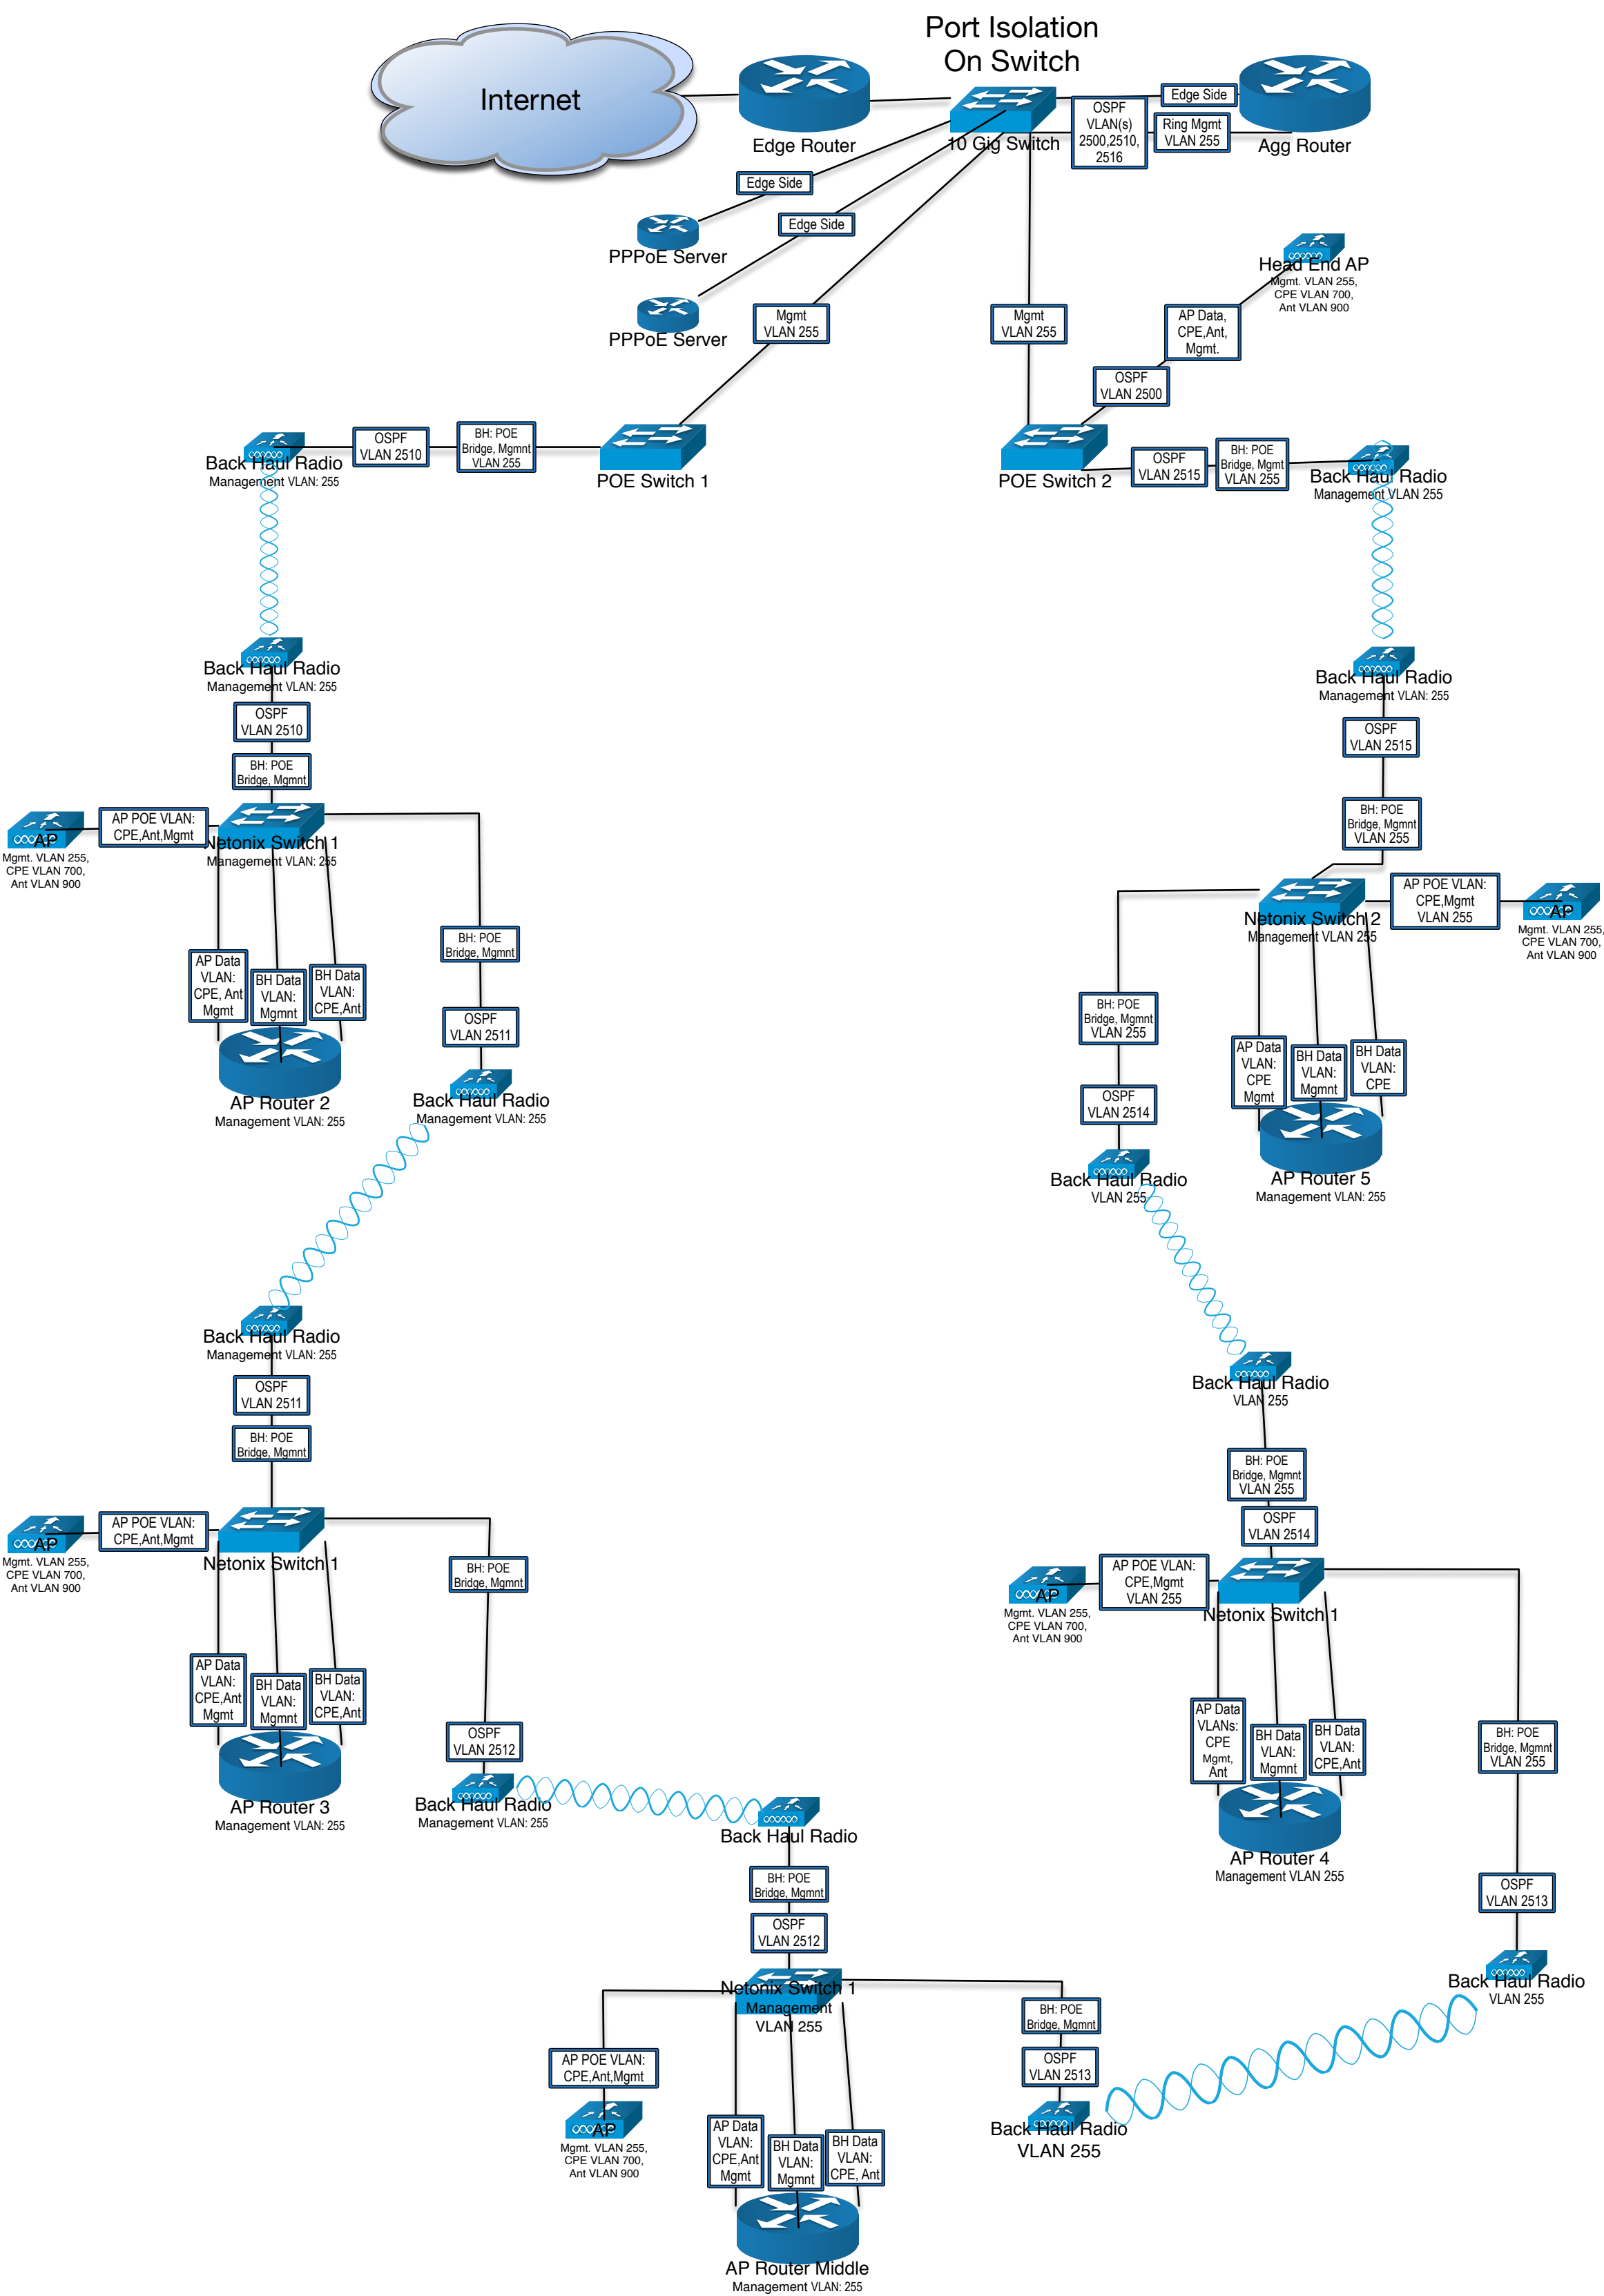 Port Isolation
On Switch
Internet
Edge Router
10 Gig Switch
OSPF
VLAN(s)
2500,2510,
2516
Edge Side
Ring Mgmt
VLAN 255
Agg Router
Edge Side
Edge Side
PPPoE Server
PPPoE Server
Mgmt
VLAN 255
Mgmt
VLAN 255
Head End AP
Mgmt. VLAN 255,
CPE VLAN 700,
Ant VLAN 900
AP Data,
CPE,Ant,
Mgmt.
OSPF
VLAN 2500
Back Haul Radio
Management VLAN: 255
OSPF
VLAN 2510
BH: POE
Bridge, Mgmnt
VLAN 255
POE Switch 1
POE Switch 2
OSPF
VLAN 2515
BH: POE
Bridge, Mgmt
VLAN 255
Back Haul Radio
Management VLAN 255
Back Haul Radio
Management VLAN: 255
OSPF
VLAN 2510
BH: POE
Bridge, Mgmnt
Back Haul Radio
Management VLAN: 255
OSPF
VLAN 2515
BH: POE
Bridge, Mgmnt
VLAN 255
AP
Mgmt. VLAN 255,
CPE VLAN 700,
Ant VLAN 900
AP POE VLAN:
CPE,Ant,Mgmt
Netonix Switch 1
Management VLAN: 255
BH: POE
Bridge, Mgmnt
OSPF
VLAN 2511
AP Data
VLAN:
CPE, Ant
Mgmt
BH Data
VLAN:
Mgmnt
BH Data
VLAN:
CPE,Ant
AP Router 2
Management VLAN: 255
Back Haul Radio
Management VLAN: 255
Netonix Switch 2
Management VLAN 255
AP POE VLAN:
CPE,Mgmt
VLAN 255
AP
Mgmt. VLAN 255,
CPE VLAN 700,
Ant VLAN 900
BH: POE
Bridge, Mgmnt
VLAN 255
OSPF
VLAN 2514
AP Data
VLAN:
CPE
Mgmt
BH Data
VLAN:
Mgmnt
BH Data
VLAN:
CPE
Back Haul Radio
VLAN 255
AP Router 5
Management VLAN: 255
Back Haul Radio
Management VLAN: 255
OSPF
VLAN 2511
BH: POE
Bridge, Mgmnt
Back Haul Radio
VLAN 255
BH: POE
Bridge, Mgmnt
VLAN 255
OSPF
VLAN 2514
AP
Mgmt. VLAN 255,
CPE VLAN 700,
Ant VLAN 900
AP POE VLAN:
CPE,Ant,Mgmt
Netonix Switch 1
BH: POE
Bridge, Mgmnt
OSPF
VLAN 2512
AP Data
VLAN:
CPE,Ant
Mgmt
BH Data
VLAN:
Mgmnt
BH Data
VLAN:
CPE,Ant
AP Router 3
Management VLAN: 255
Back Haul Radio
Management VLAN: 255
AP
Mgmt. VLAN 255,
CPE VLAN 700,
Ant VLAN 900
AP POE VLAN:
CPE,Mgmt
VLAN 255
Netonix Switch 1
AP Data
VLANs:
CPE
Mgmt,
Ant
BH Data
VLAN:
Mgmnt
BH Data
VLAN:
CPE,Ant
BH: POE
Bridge, Mgmnt
VLAN 255
OSPF
VLAN 2513
AP Router 4
Management VLAN 255
Back Haul Radio
VLAN 255
Back Haul Radio
BH: POE
Bridge, Mgmnt
OSPF
VLAN 2512
Netonix Switch 1
Management
VLAN 255
AP POE VLAN:
CPE,Ant,Mgmt
AP
Mgmt. VLAN 255,
CPE VLAN 700,
Ant VLAN 900
BH: POE
Bridge, Mgmnt
OSPF
VLAN 2513
Back Haul Radio
VLAN 255
AP Data
VLAN:
CPE,Ant
Mgmt
BH Data
VLAN:
Mgmnt
BH Data
VLAN:
CPE, Ant
AP Router Middle
Management VLAN: 255